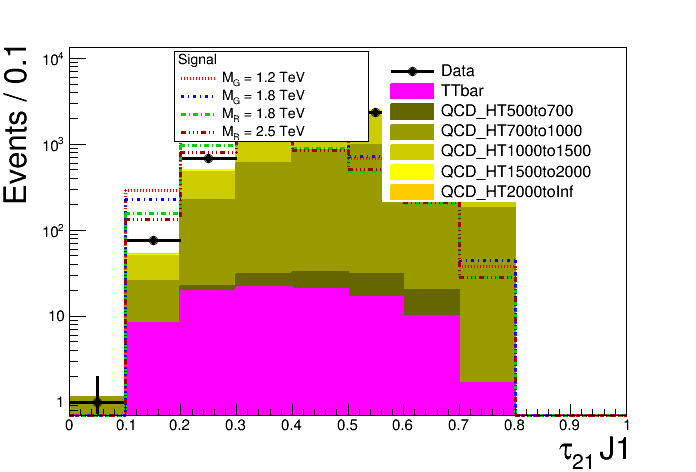 Events / 0.1
10^4
10^3
10^2
10
1
Signal
M_G = 1.2 TeV
M_G = 1.8 TeV
M_R = 1.8 TeV
M_R = 2.5 TeV
Data
TTbar
QCD_HT500to700
QCD_HT700to1000
QCD_HT1000to1500
QCD_HT1500to2000
QCD_HT2000toInf
0 0.1 0.2 0.3 0.4 0.5 0.6 0.7 0.8 0.9 1
τ_21 J1